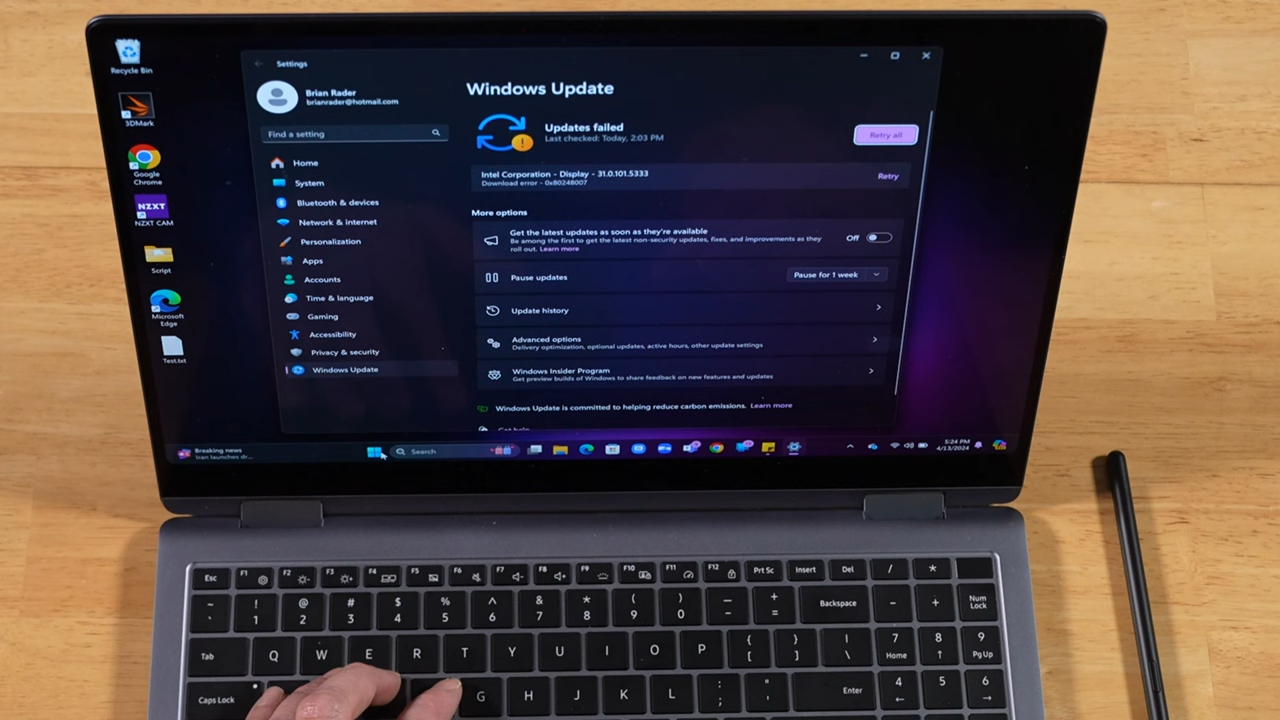 Recycle Bin
3DMark
Google
Chrome
NZXT
NZXT CAM
Script
Microsoft
Edge
Test.txt
Settings
Brian Rader
brianrader@hotmail.com
Find a setting
Home
System
Bluetooth & devices
Network & internet
Personalization
Apps
Accounts
Time & language
Gaming
Accessibility
Privacy & security
Windows Update
Windows Update
Updates failed
Last checked: Today, 2:03 PM
Retry all
Intel Corporation - Display - 31.0.101.5333
Download error - 0x80248007
Retry
More options
Get the latest updates as soon as they're available
Be among the first to get the latest non-security updates, fixes, and improvements as they
roll out. Learn more
Off
Pause updates
Pause for 1 week
Update history
Advanced options
Delivery optimization, optional updates, active hours, other update settings
Windows Insider Program
Get preview builds of Windows to share feedback on new features and updates
Windows Update is committed to helping reduce carbon emissions. Learn more
Get help
Breaking news
Iran launches dr...
Search
5:24 PM
4/13/2024
Esc F1 F2 F3 F4 F5 F6 F7 F8 F9 F10 F11 F12 Prt Sc Insert Del / *
~ ! 1 @ 2 # 3 $ 4 % 5 ^ 6 & 7 * 8 ( 9 ) 0 _ - + = Backspace - + Num Lock
Tab Q W E R T Y U I O P { [ } ] | \ 7 Home 8 ↑ 9 PgUp
Caps Lock G H J K L : ; " ' Enter 4 ← 5 6 →